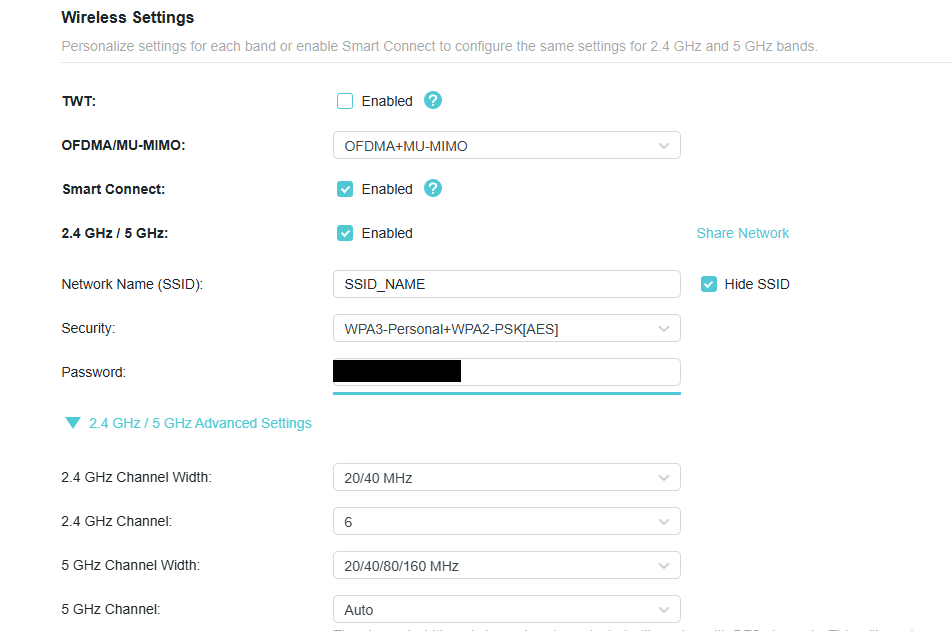 Wireless Settings
Personalize settings for each band or enable Smart Connect to configure the same settings for 2.4 GHz and 5 GHz bands.
TWT: Enabled ?
OFDMA/MU-MIMO: OFDMA+MU-MIMO
Smart Connect: Enabled ?
2.4 GHz / 5 GHz: Enabled Share Network
Network Name (SSID): SSID_NAME Hide SSID
Security: WPA3-Personal+WPA2-PSK[AES]
Password:
2.4 GHz / 5 GHz Advanced Settings
2.4 GHz Channel Width: 20/40 MHz
2.4 GHz Channel: 6
5 GHz Channel Width: 20/40/80/160 MHz
5 GHz Channel: Auto